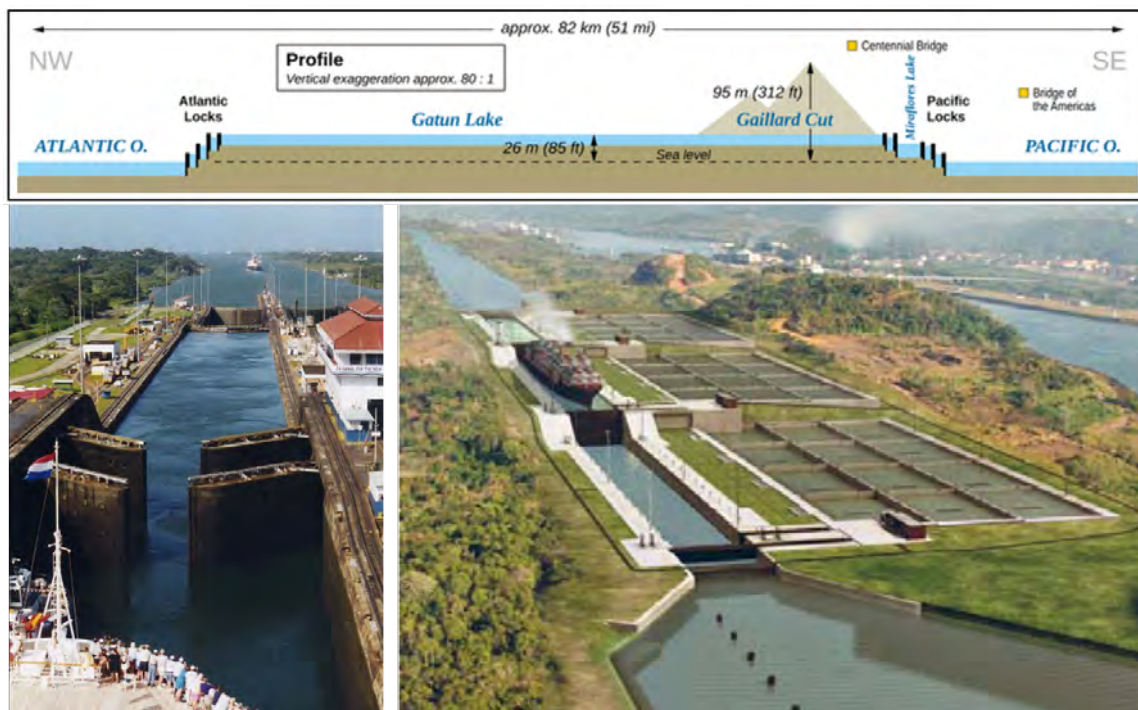 approx. 82 km (51 mi)
NW
SE
Profile
Vertical exaggeration approx. 80 : 1
Centennial Bridge
Bridge of
the Americas
Atlantic
Locks
Gatun Lake
95 m (312 ft)
Gaillard Cut
Miraflores Lake
Pacific
Locks
ATLANTIC O.
26 m (85 ft)
Sea level
PACIFIC O.